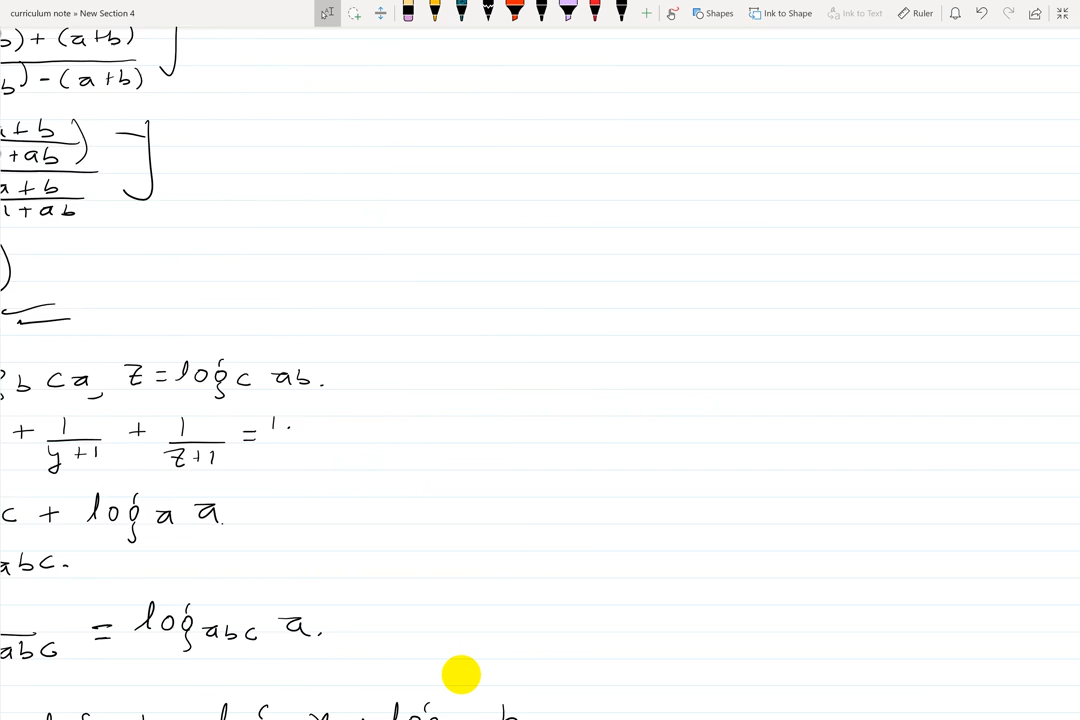 curriculum note » New Section 4
Shapes Ink to Shape Ink to Text Ruler
b) + (a+b)
b) - (a+b)
a + b
+ ab
a + b
1 + ab
)
b ca, z = log c ab.
+ 1/(y+1) + 1/(z+1) = 1.
c + log a a.
abc.
abc = log abc a.